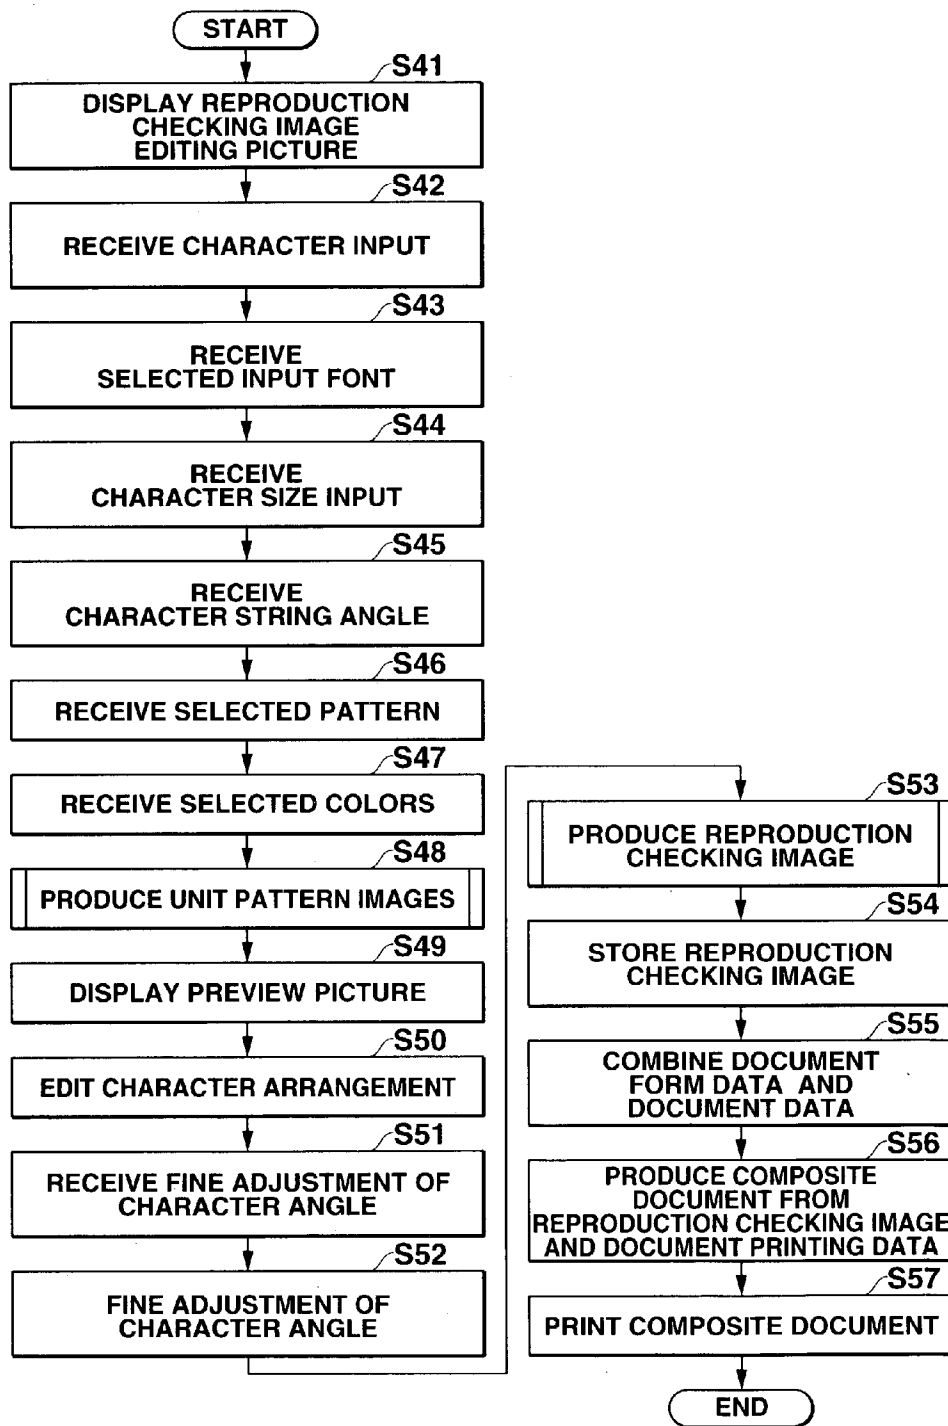 START
S41
DISPLAY REPRODUCTION
CHECKING IMAGE
EDITING PICTURE
S42
RECEIVE CHARACTER INPUT
S43
RECEIVE
SELECTED INPUT FONT
S44
RECEIVE
CHARACTER SIZE INPUT
S45
RECEIVE
CHARACTER STRING ANGLE
S46
RECEIVE SELECTED PATTERN
S47
RECEIVE SELECTED COLORS
S48
PRODUCE UNIT PATTERN IMAGES
S49
DISPLAY PREVIEW PICTURE
S50
EDIT CHARACTER ARRANGEMENT
S51
RECEIVE FINE ADJUSTMENT OF
CHARACTER ANGLE
S52
FINE ADJUSTMENT OF
CHARACTER ANGLE
S53
PRODUCE REPRODUCTION
CHECKING IMAGE
S54
STORE REPRODUCTION
CHECKING IMAGE
S55
COMBINE DOCUMENT
FORM DATA AND
DOCUMENT DATA
S56
PRODUCE COMPOSITE
DOCUMENT FROM
REPRODUCTION CHECKING IMAGE
AND DOCUMENT PRINTING DATA
S57
PRINT COMPOSITE DOCUMENT
END